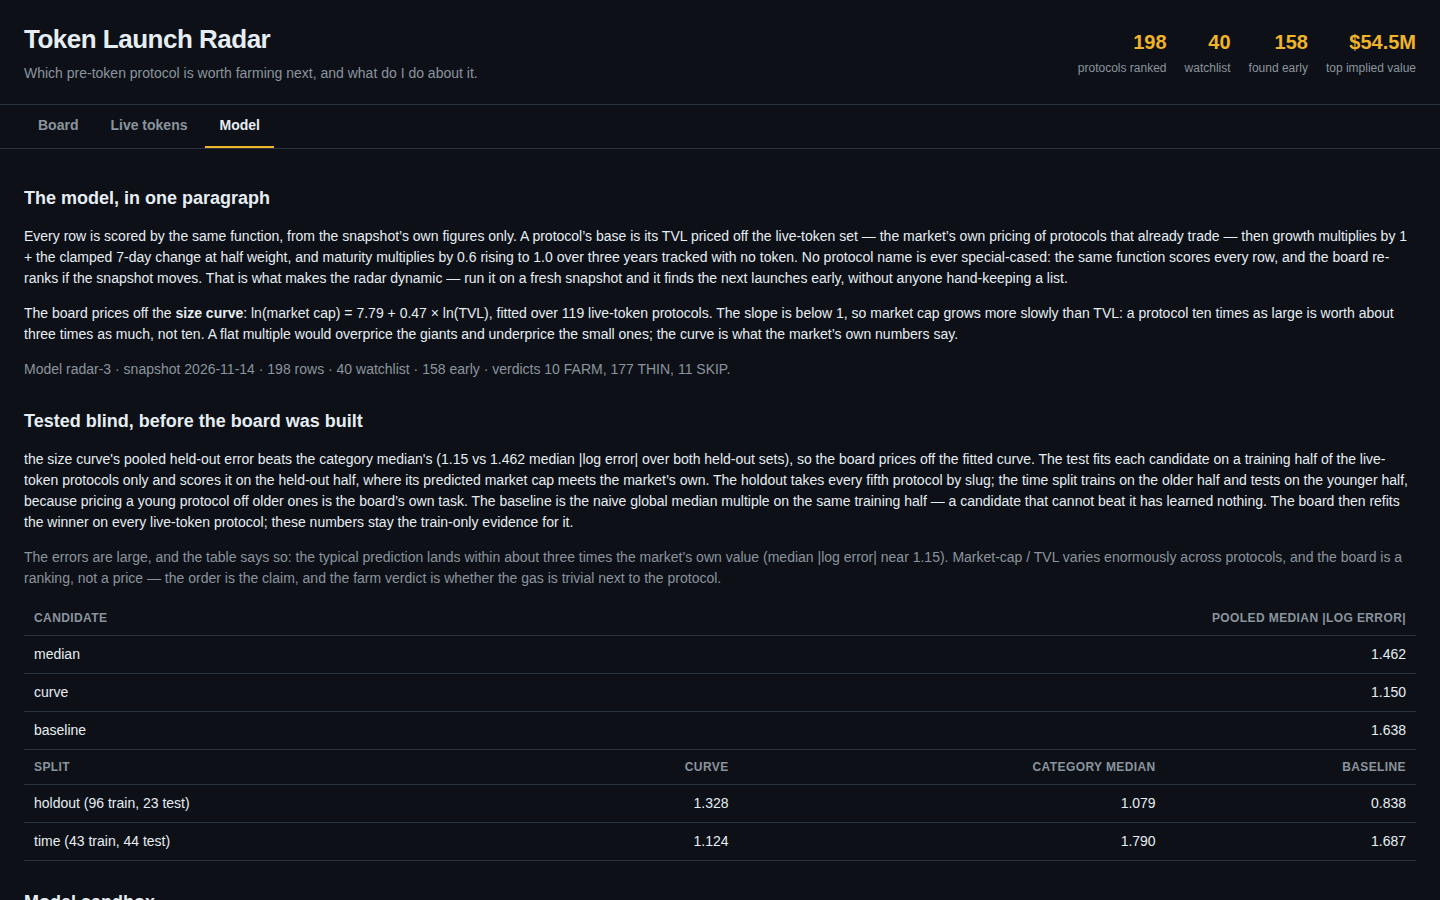 Token Launch Radar
Which pre-token protocol is worth farming next, and what do I do about it.
198
protocols ranked
40
watchlist
158
found early
$54.5M
top implied value
Board
Live tokens
Model
The model, in one paragraph
Every row is scored by the same function, from the snapshot’s own figures only. A protocol’s base is its TVL priced off the live-token set — the market’s own pricing of protocols that already trade — then growth multiplies by 1
+ the clamped 7-day change at half weight, and maturity multiplies by 0.6 rising to 1.0 over three years tracked with no token. No protocol name is ever special-cased: the same function scores every row, and the board re-
ranks if the snapshot moves. That is what makes the radar dynamic — run it on a fresh snapshot and it finds the next launches early, without anyone hand-keeping a list.
The board prices off the size curve: ln(market cap) = 7.79 + 0.47 × ln(TVL), fitted over 119 live-token protocols. The slope is below 1, so market cap grows more slowly than TVL: a protocol ten times as large is worth about
three times as much, not ten. A flat multiple would overprice the giants and underprice the small ones; the curve is what the market’s own numbers say.
Model radar-3 · snapshot 2026-11-14 · 198 rows · 40 watchlist · 158 early · verdicts 10 FARM, 177 THIN, 11 SKIP.
Tested blind, before the board was built
the size curve's pooled held-out error beats the category median's (1.15 vs 1.462 median |log error| over both held-out sets), so the board prices off the fitted curve. The test fits each candidate on a training half of the live-
token protocols only and scores it on the held-out half, where its predicted market cap meets the market’s own. The holdout takes every fifth protocol by slug; the time split trains on the older half and tests on the younger half,
because pricing a young protocol off older ones is the board’s own task. The baseline is the naive global median multiple on the same training half — a candidate that cannot beat it has learned nothing. The board then refits
the winner on every live-token protocol; these numbers stay the train-only evidence for it.
The errors are large, and the table says so: the typical prediction lands within about three times the market’s own value (median |log error| near 1.15). Market-cap / TVL varies enormously across protocols, and the board is a
ranking, not a price — the order is the claim, and the farm verdict is whether the gas is trivial next to the protocol.
CANDIDATE POOLED MEDIAN |LOG ERROR|
median 1.462
curve 1.150
baseline 1.638
SPLIT CURVE CATEGORY MEDIAN BASELINE
holdout (96 train, 23 test) 1.328 1.079 0.838
time (43 train, 44 test) 1.124 1.790 1.687
Model sandbox